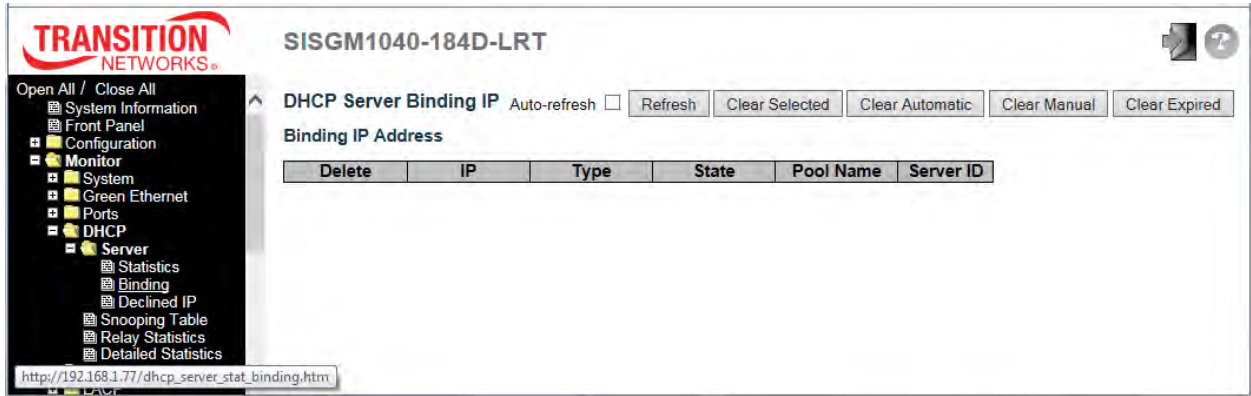 TRANSITION
NETWORKS®
SISGM1040-184D-LRT
?
Open All / Close All
System Information
Front Panel
Configuration
Monitor
System
Green Ethernet
Ports
DHCP
Server
Statistics
Binding
Declined IP
Snooping Table
Relay Statistics
Detailed Statistics
http://192.168.1.77/dhcp_server_stat_binding.htm
LACP
DHCP Server Binding IP Auto-refresh Refresh Clear Selected Clear Automatic Clear Manual Clear Expired
Binding IP Address
Delete IP Type State Pool Name Server ID